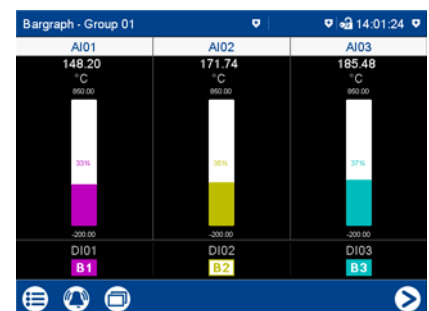 Bargraph - Group 01 14:01:24
AI01 AI02 AI03
148.20 171.74 185.48
°C °C °C
850.00 850.00 850.00
33% 36% 37%
-200.00 -200.00 -200.00
DI01 DI02 DI03
B1 B2 B3